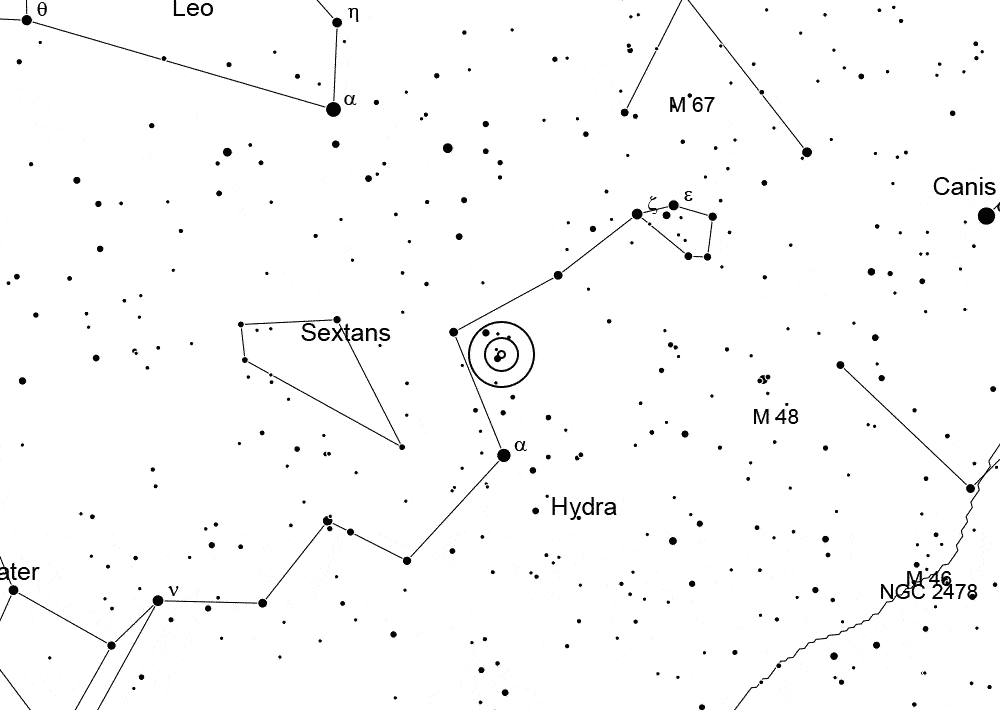 Leo
θ
η
α
M 67
Canis
ζ
ε
Sextans
M 48
α
Hydra
ater
M 46
NGC 2478
ν